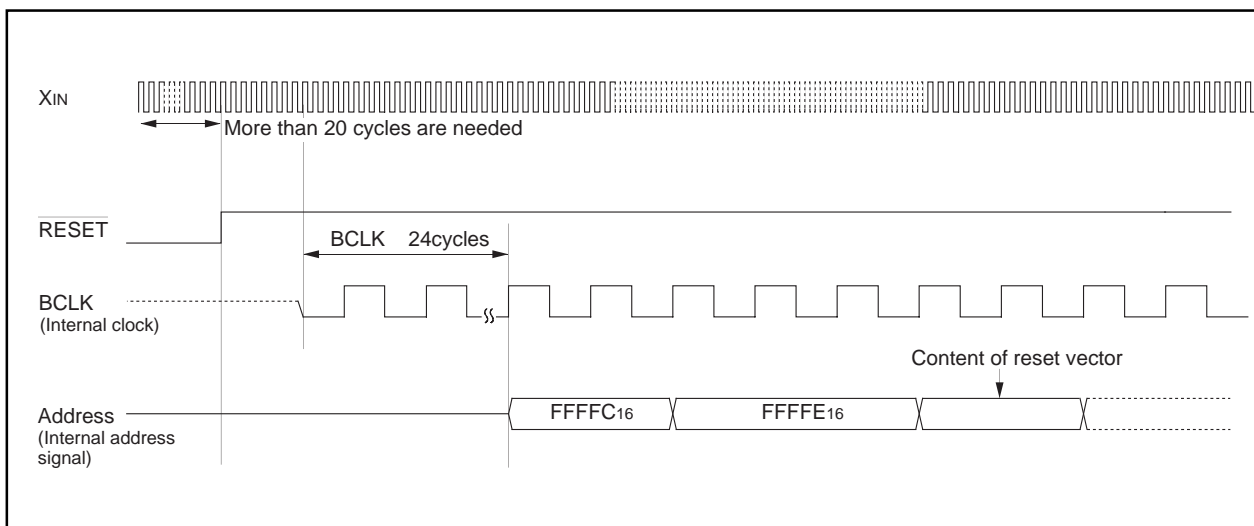 XIN
More than 20 cycles are needed
RESET
BCLK 24cycles
BCLK
(Internal clock)
Content of reset vector
Address
(Internal address
signal)
FFFFC16
FFFFE16